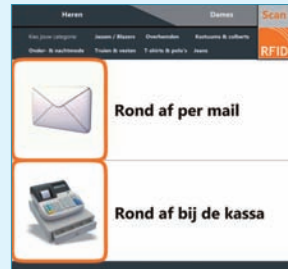 Heren Dames Scan
Kies jouw categorie Jassen / Blazers Overhemden Kostuums & colberts
Onder- & nachtmode Truien & vesten T-shirts & polo's Jeans RFID
Rond af per mail
Rond af bij de kassa